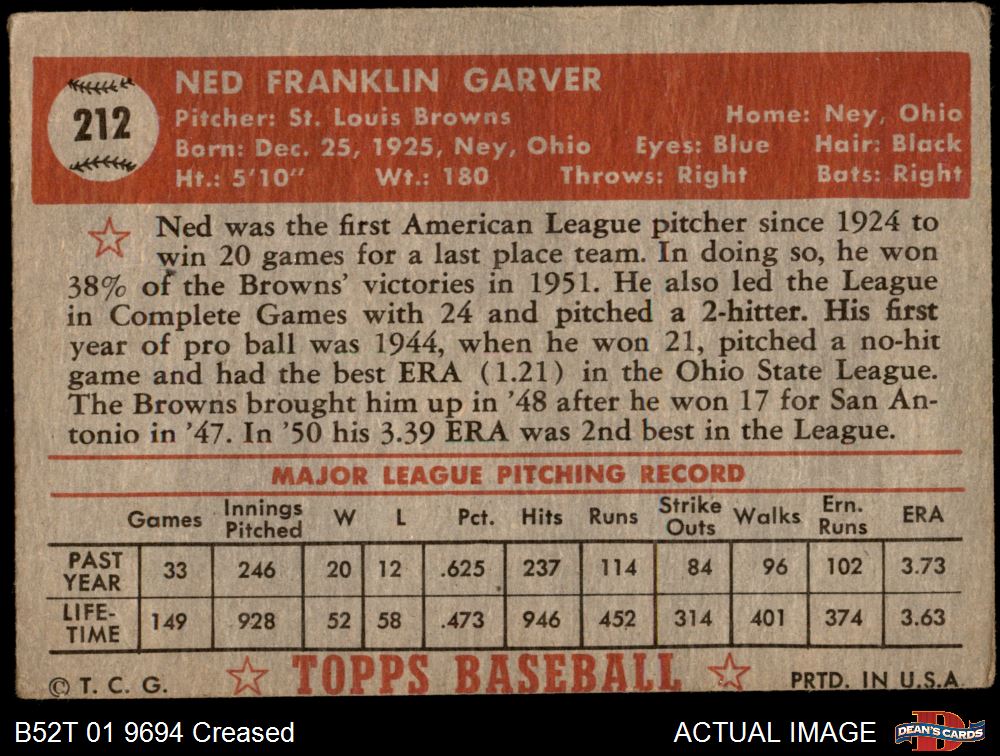 212
NED FRANKLIN GARVER
Pitcher: St. Louis Browns Home: Ney, Ohio
Born: Dec. 25, 1925, Ney, Ohio Eyes: Blue Hair: Black
Ht.: 5'10" Wt.: 180 Throws: Right Bats: Right
Ned was the first American League pitcher since 1924 to
win 20 games for a last place team. In doing so, he won
38% of the Browns' victories in 1951. He also led the League
in Complete Games with 24 and pitched a 2-hitter. His first
year of pro ball was 1944, when he won 21, pitched a no-hit
game and had the best ERA (1.21) in the Ohio State League.
The Browns brought him up in '48 after he won 17 for San An-
tonio in '47. In '50 his 3.39 ERA was 2nd best in the League.
MAJOR LEAGUE PITCHING RECORD
Games Innings Pitched W L Pct. Hits Runs Strike Outs Walks Ern. Runs ERA
PAST YEAR 33 246 20 12 .625 237 114 84 96 102 3.73
LIFE-TIME 149 928 52 58 .473 946 452 314 401 374 3.63
© T. C. G. TOPPS BASEBALL PRTD. IN U.S.A.
B52T 01 9694 Creased ACTUAL IMAGE DEAN'S CARDS